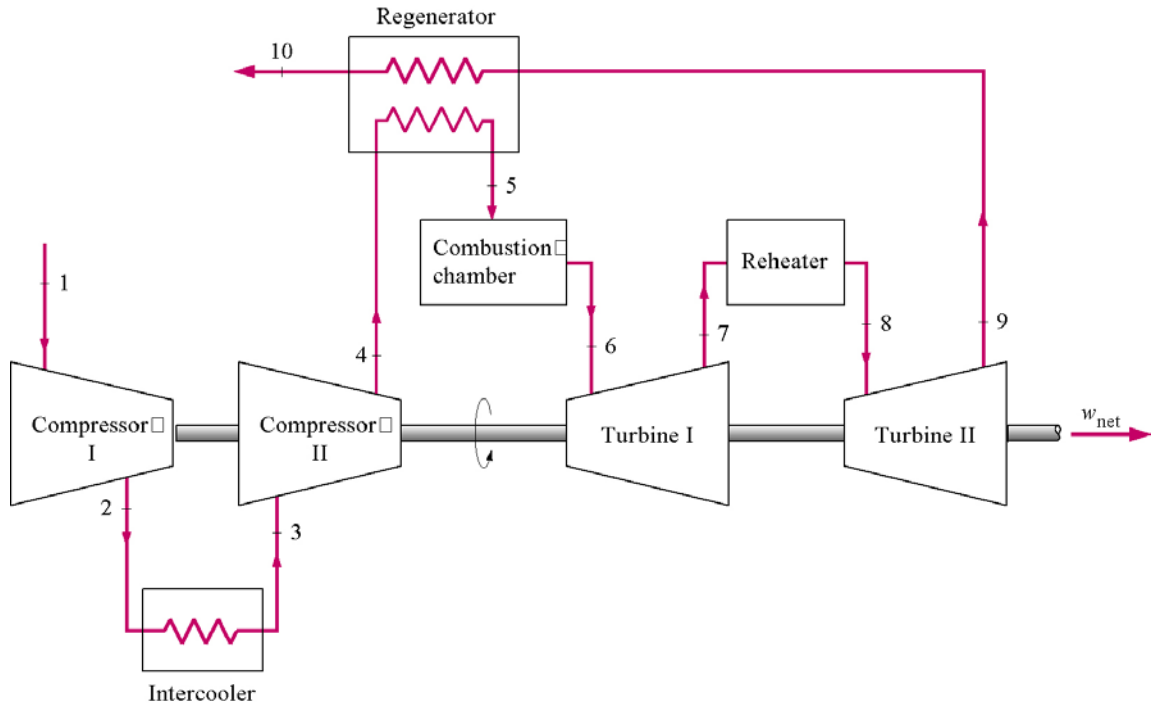 Regenerator
10
5
Combustion
chamber
Reheater
1
4
6
7
8
9
Compressor
I
Compressor
II
Turbine I
Turbine II
wnet
2
3
Intercooler